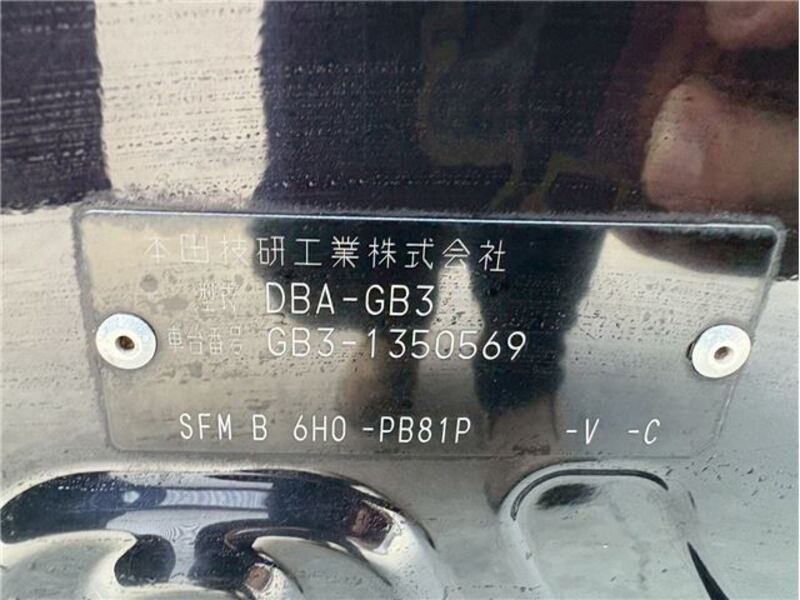 本田技研工業株式会社
型式 DBA-GB3
車台番号 GB3-1350569
SFM B 6H0 -PB81P -V -C